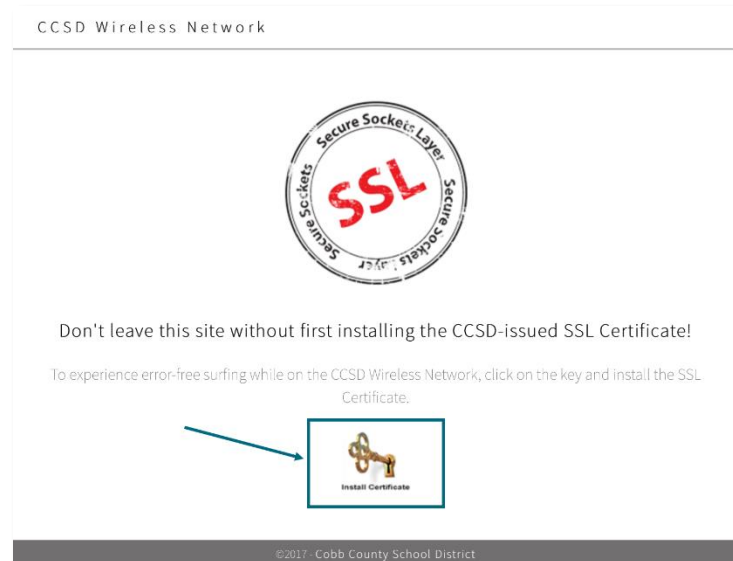 CCSD Wireless Network
Secure Sockets Layer
Secure Sockets Layer
Secure Sockets
SSL
Don't leave this site without first installing the CCSD-issued SSL Certificate!
To experience error-free surfing while on the CCSD Wireless Network, click on the key and install the SSL
Certificate.
Install Certificate
©2017 - Cobb County School District